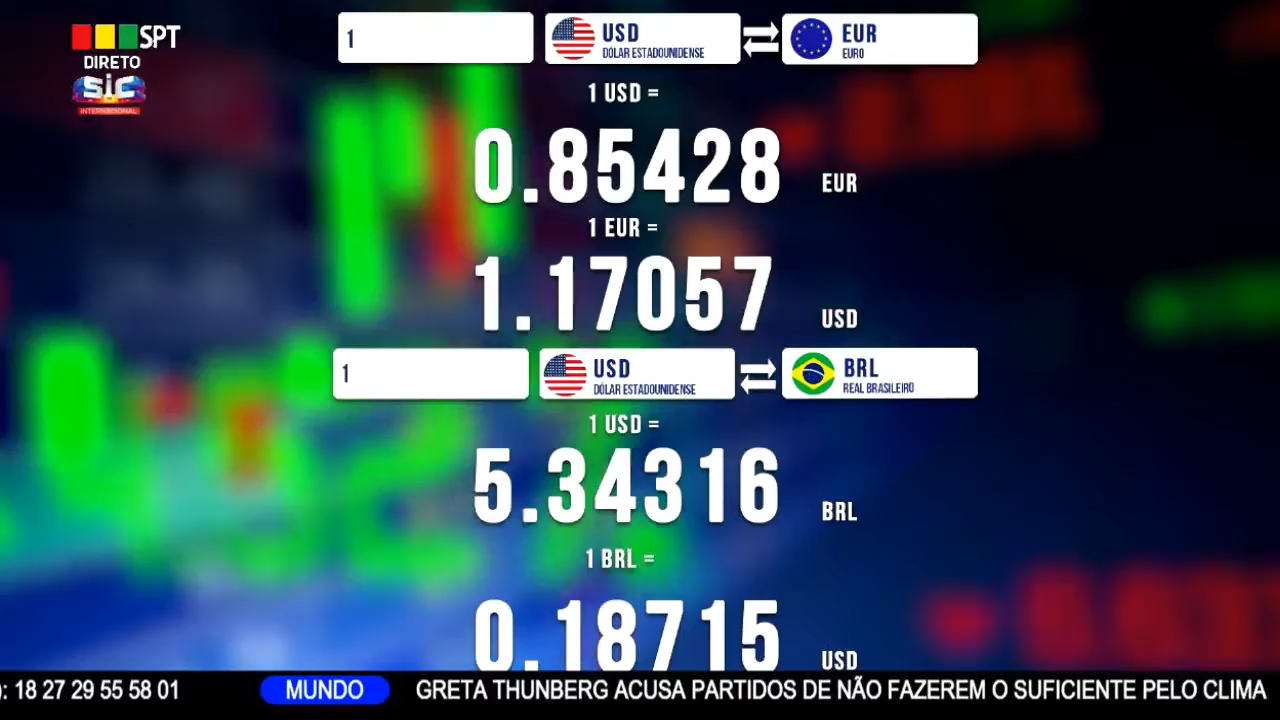 SPT
DIRETO
SIC
INTERNACIONAL
1
USD
DÓLAR ESTADOUNIDENSE
EUR
EURO
1 USD =
0.85428
EUR
1 EUR =
1.17057
USD
1
USD
DÓLAR ESTADOUNIDENSE
BRL
REAL BRASILEIRO
1 USD =
5.34316
BRL
1 BRL =
0.18715
USD
): 18 27 29 55 58 01
MUNDO
GRETA THUNBERG ACUSA PARTIDOS DE NÃO FAZEREM O SUFICIENTE PELO CLIMA